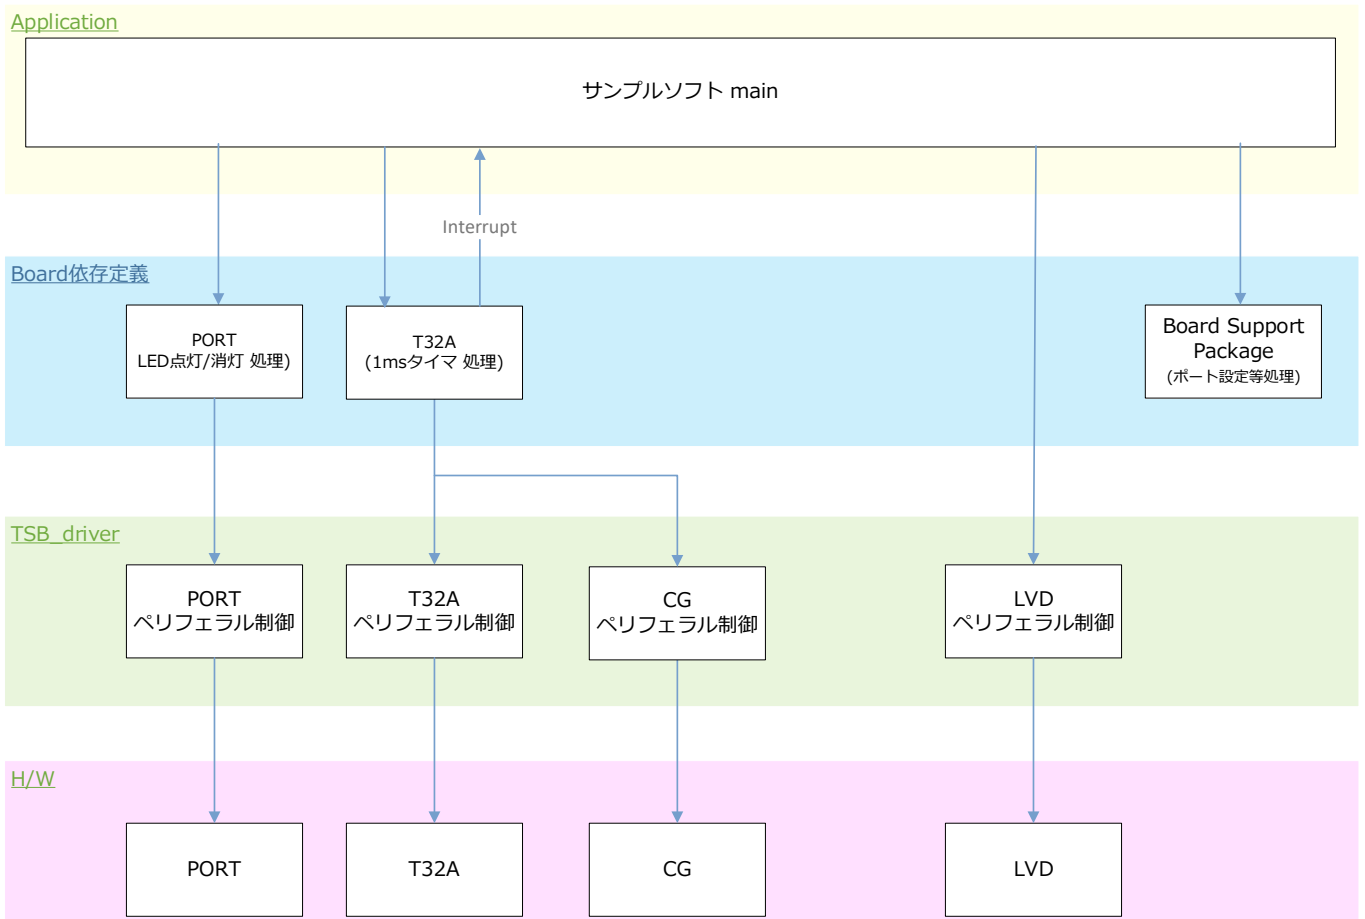 Application
サンプルソフト main
Interrupt
Board依存定義
PORT
LED点灯/消灯 処理)
T32A
(1msタイマ 処理)
Board Support
Package
(ポート設定等処理)
TSB_driver
PORT
ペリフェラル制御
T32A
ペリフェラル制御
CG
ペリフェラル制御
LVD
ペリフェラル制御
H/W
PORT
T32A
CG
LVD